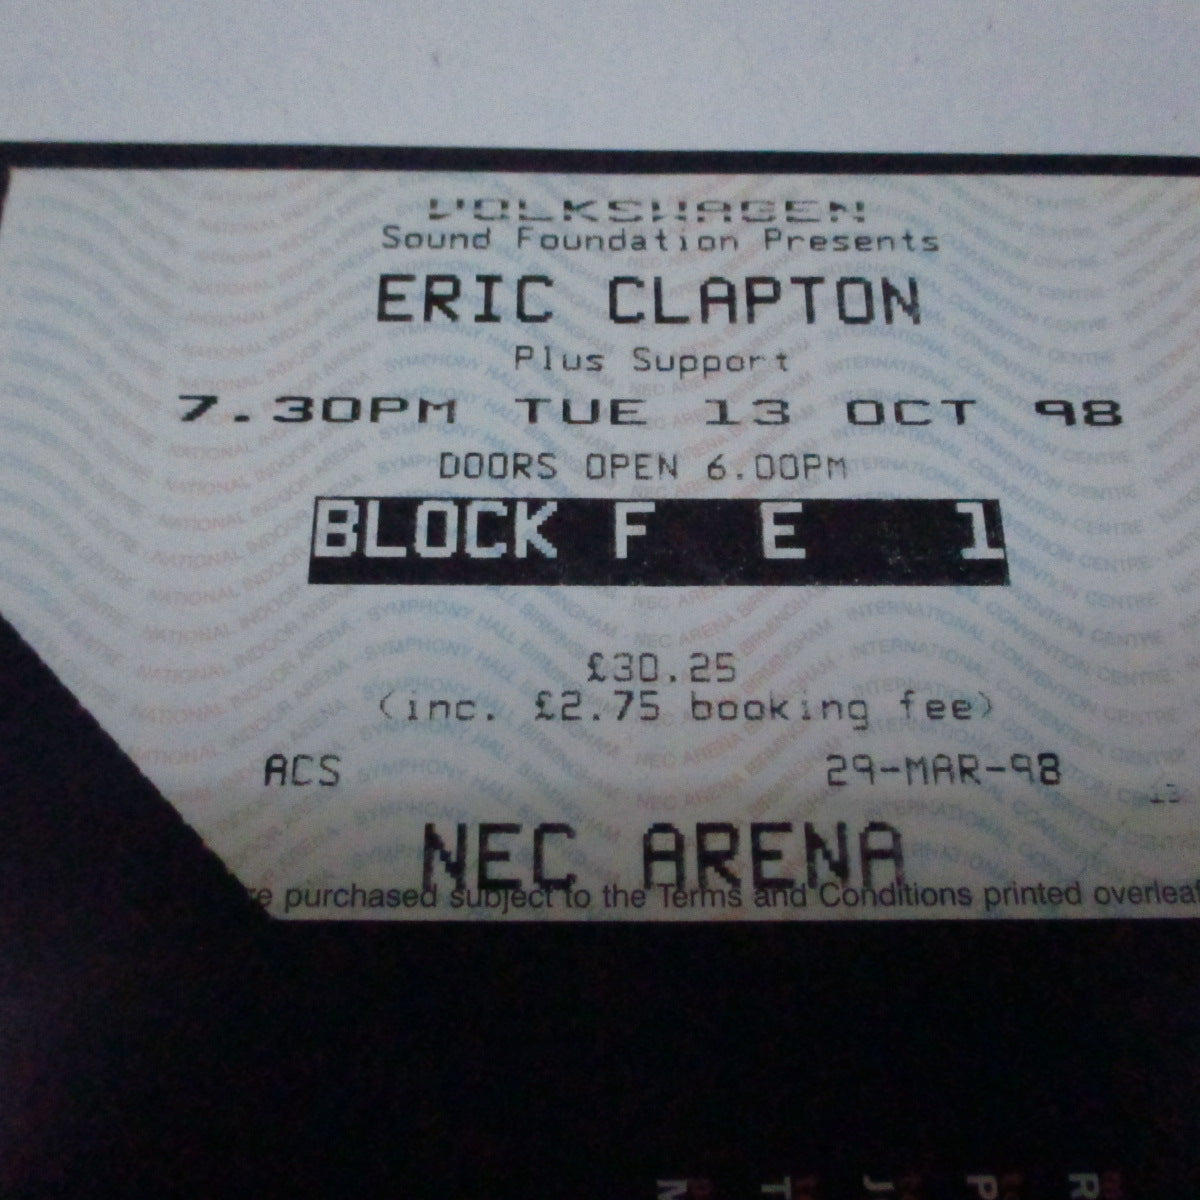 VOLKSWAGEN
Sound Foundation Presents
ERIC CLAPTON
Plus Support
7.30PM TUE 13 OCT 98
DOORS OPEN 6.00PM
BLOCK F E 1
£30.25
(inc. £2.75 booking fee)
ACS 29-MAR-98
13
NEC ARENA
purchased subject to the Terms and Conditions printed overleaf